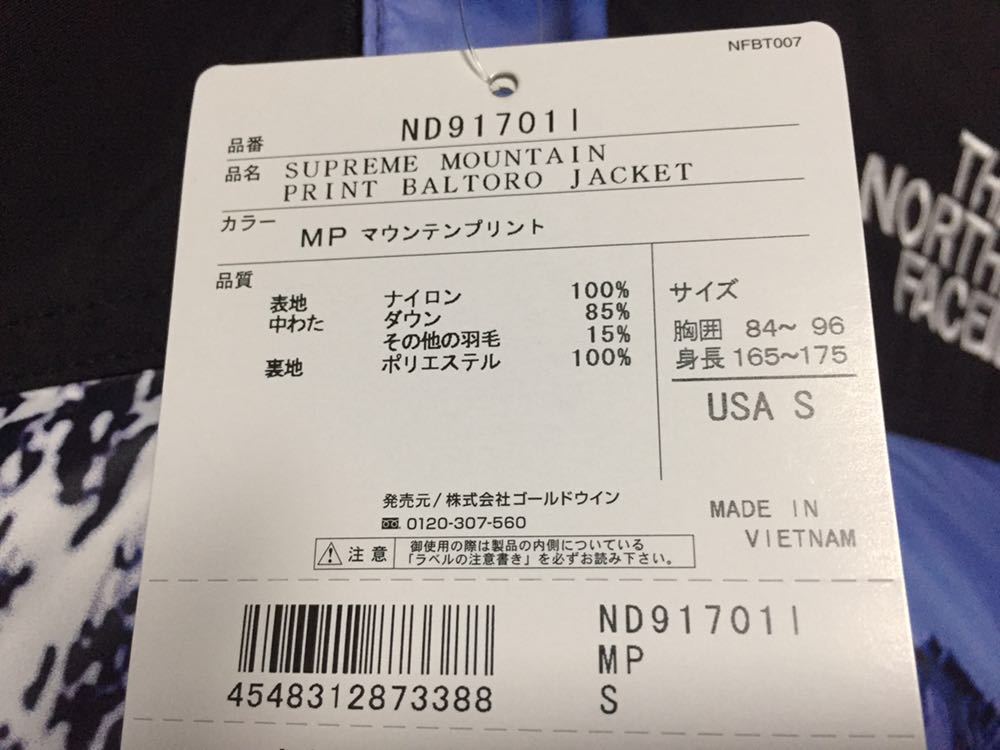 NFBT007
品番 ND91701I
品名 SUPREME MOUNTAIN
PRINT BALTORO JACKET
カラー MP マウンテンプリント
品質
表地 ナイロン 100%
中わた ダウン 85%
その他の羽毛 15%
裏地 ポリエステル 100%
サイズ
胸囲 84～ 96
身長 165～175
USA S
発売元/株式会社ゴールドウイン
0120-307-560
MADE IN
VIETNAM
注意
御使用の際は製品の内側についている
「ラベルの注意書き」を必ずお読み下さい。
4548312873388
ND91701I
MP
S
THE
NORTH
FACE